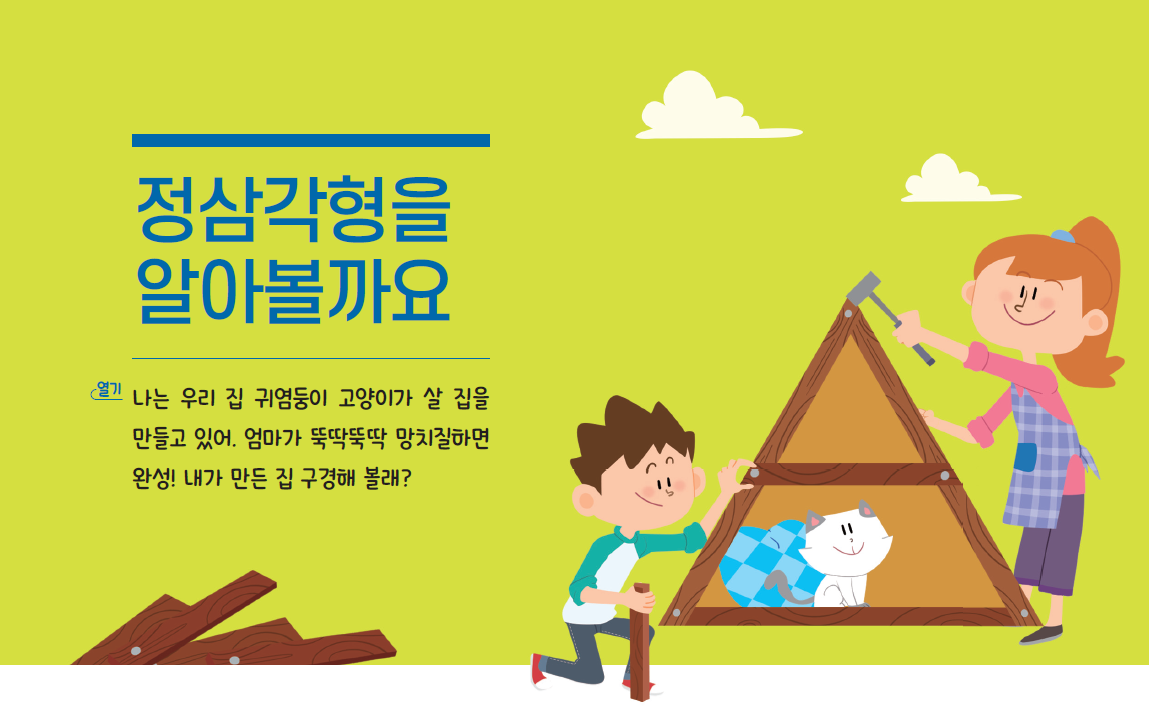 정삼각형을
알아볼까요
열기
나는 우리 집 귀염둥이 고양이가 살 집을
만들고 있어. 엄마가 뚝딱뚝딱 망치질하면
완성! 내가 만든 집 구경해 볼래?